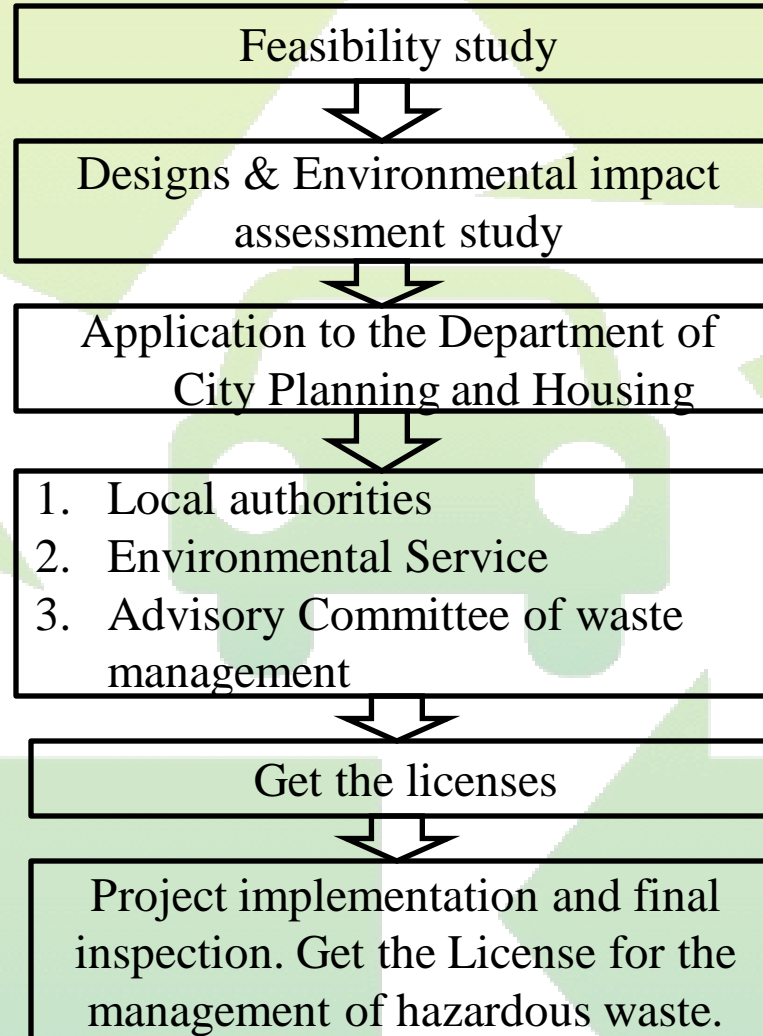 Feasibility study
Designs & Environmental impact
assessment study
Application to the Department of
City Planning and Housing
1. Local authorities
2. Environmental Service
3. Advisory Committee of waste
management
Get the licenses
Project implementation and final
inspection. Get the License for the
management of hazardous waste.